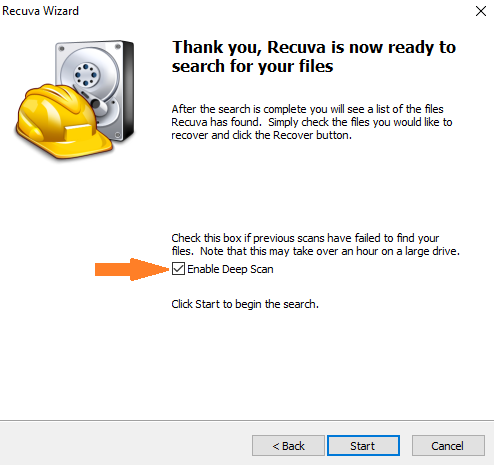 Recuva Wizard
Thank you, Recuva is now ready to
search for your files
After the search is complete you will see a list of the files
Recuva has found.  Simply check the files you would like to
recover and click the Recover button.
Check this box if previous scans have failed to find your
files.  Note that this may take over an hour on a large drive.
Enable Deep Scan
Click Start to begin the search.
< Back
Start
Cancel